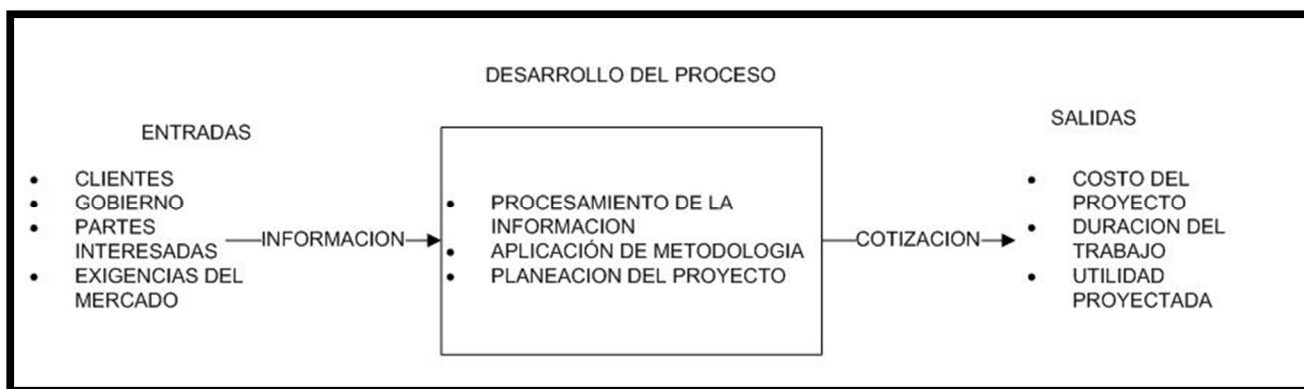 DESARROLLO DEL PROCESO
ENTRADAS
• CLIENTES
• GOBIERNO
• PARTES
INTERESADAS
• EXIGENCIAS DEL
MERCADO
INFORMACION
• PROCESAMIENTO DE LA
INFORMACION
• APLICACIÓN DE METODOLOGIA
• PLANEACION DEL PROYECTO
COTIZACION
SALIDAS
• COSTO DEL
PROYECTO
• DURACION DEL
TRABAJO
• UTILIDAD
PROYECTADA